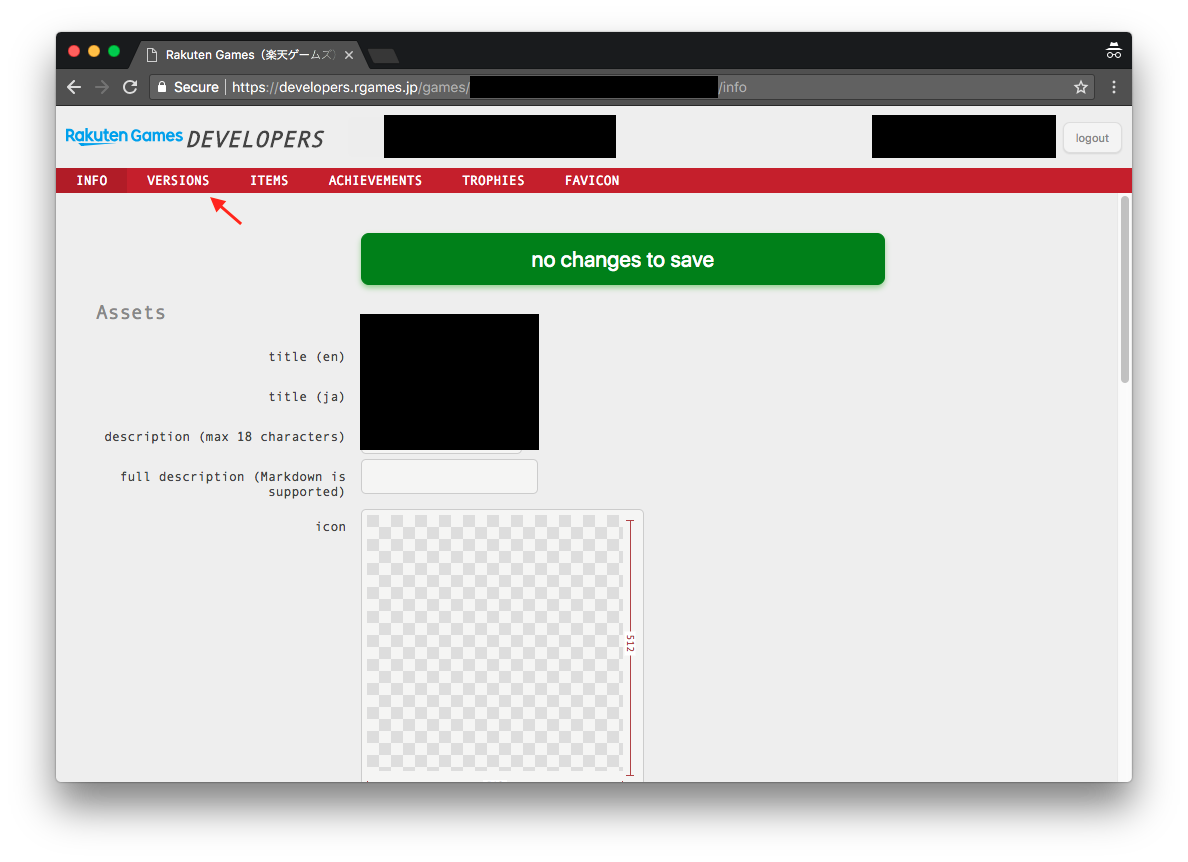 Rakuten Games（楽天ゲームズ）
Secure
https://developers.rgames.jp/games/
/info
Rakuten Games DEVELOPERS
logout
INFO VERSIONS ITEMS ACHIEVEMENTS TROPHIES FAVICON
no changes to save
Assets
title (en)
title (ja)
description (max 18 characters)
full description (Markdown is
supported)
icon
512